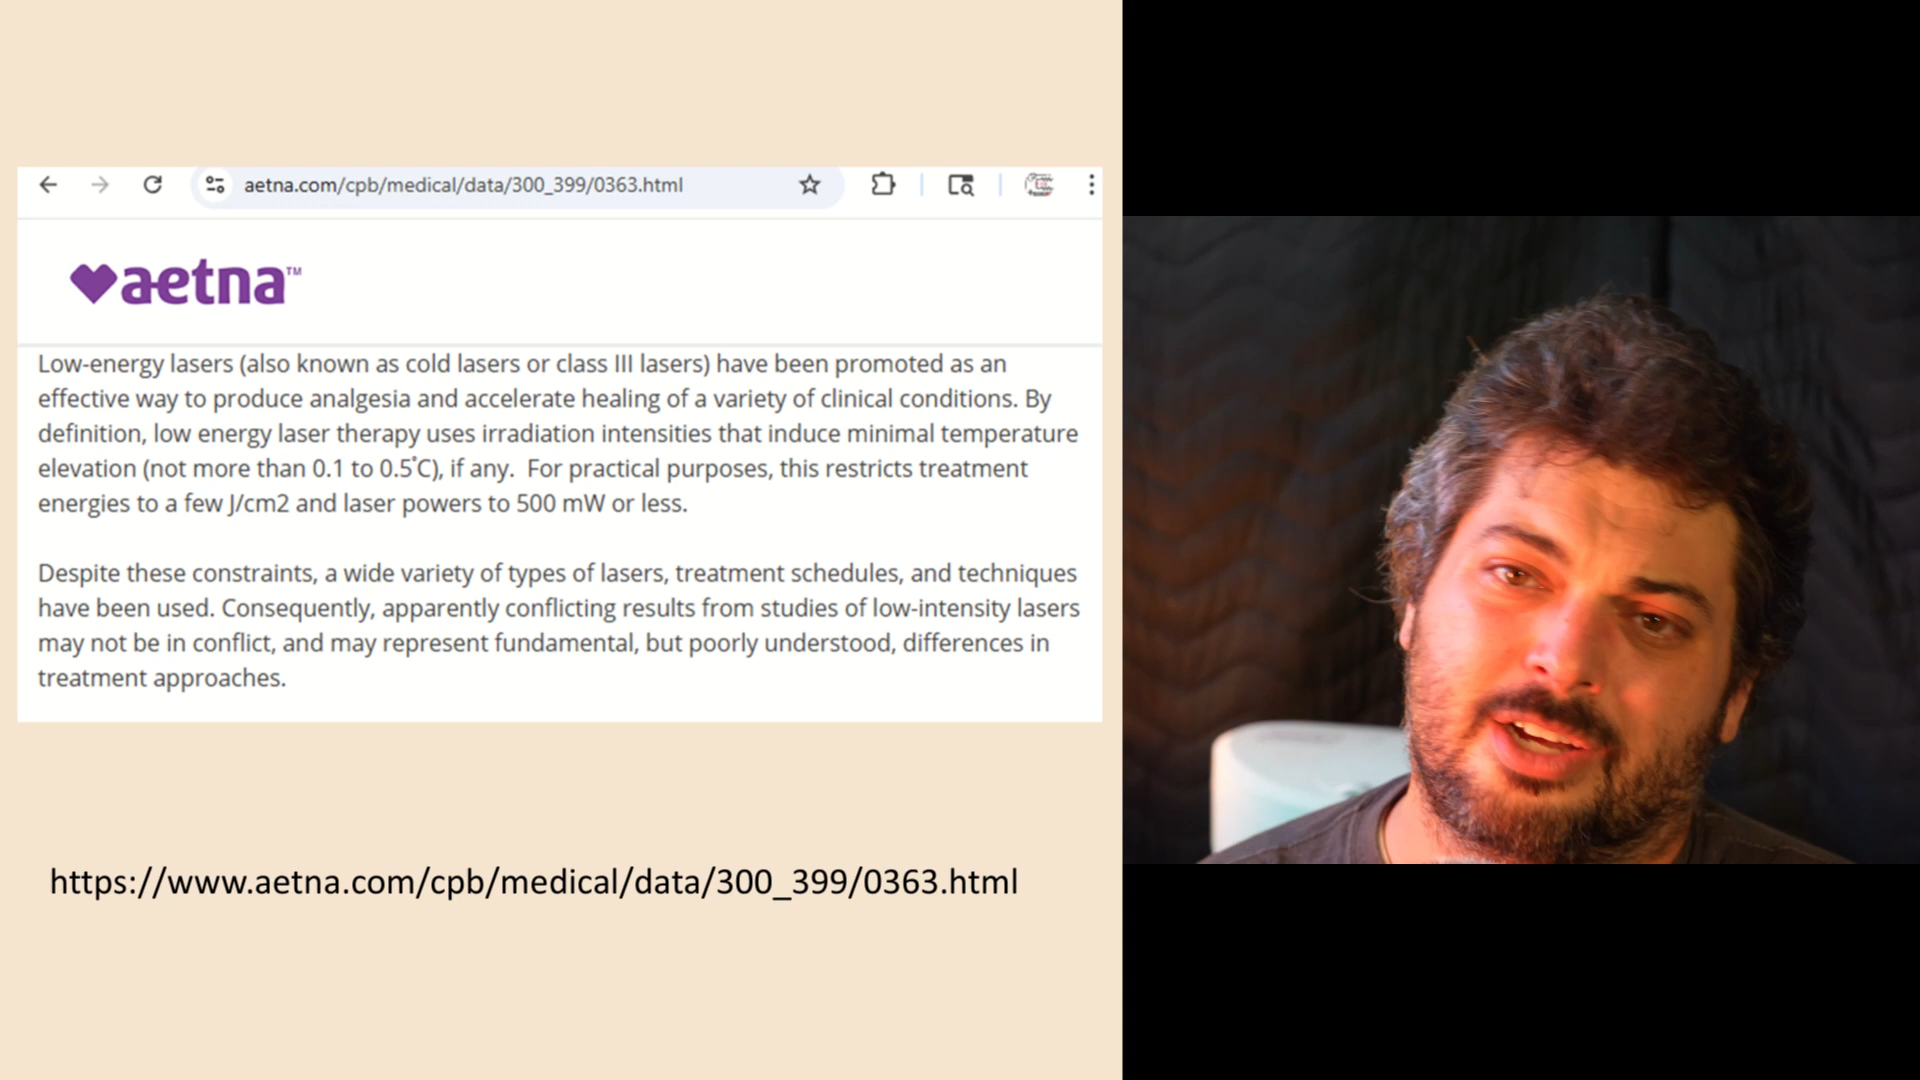 aetna.com/cpb/medical/data/300_399/0363.html
aetna™
Low-energy lasers (also known as cold lasers or class III lasers) have been promoted as an
effective way to produce analgesia and accelerate healing of a variety of clinical conditions. By
definition, low energy laser therapy uses irradiation intensities that induce minimal temperature
elevation (not more than 0.1 to 0.5°C), if any.  For practical purposes, this restricts treatment
energies to a few J/cm2 and laser powers to 500 mW or less.
Despite these constraints, a wide variety of types of lasers, treatment schedules, and techniques
have been used. Consequently, apparently conflicting results from studies of low-intensity lasers
may not be in conflict, and may represent fundamental, but poorly understood, differences in
treatment approaches.
https://www.aetna.com/cpb/medical/data/300_399/0363.html